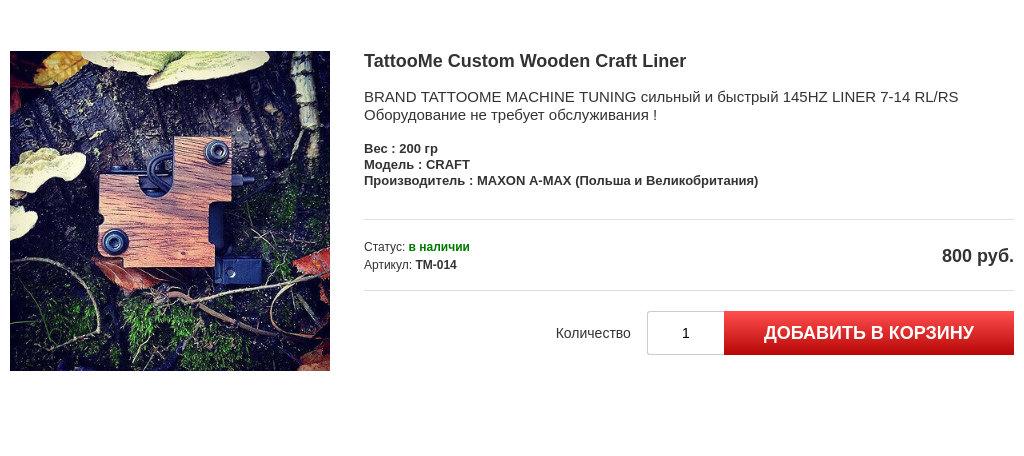 TattooMe Custom Wooden Craft Liner
BRAND TATTOOME MACHINE TUNING сильный и быстрый 145HZ LINER 7-14 RL/RS
Оборудование не требует обслуживания !
Вес : 200 гр
Модель : CRAFT
Производитель : MAXON A-MAX (Польша и Великобритания)
Статус: в наличии
Артикул: TM-014
800 руб.
Количество 1 ДОБАВИТЬ В КОРЗИНУ